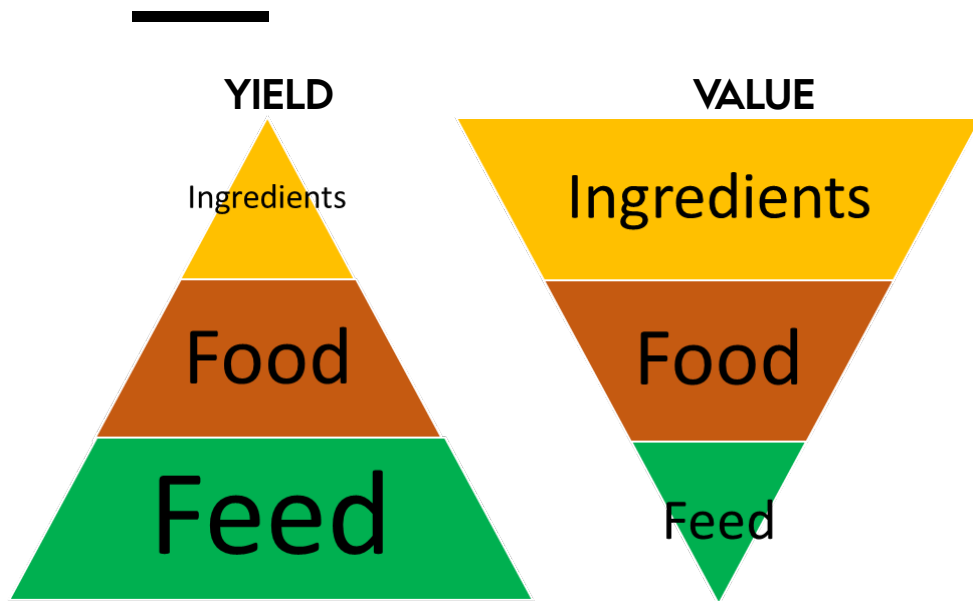 YIELD
Ingredients
Food
Feed
VALUE
Ingredients
Food
Feed